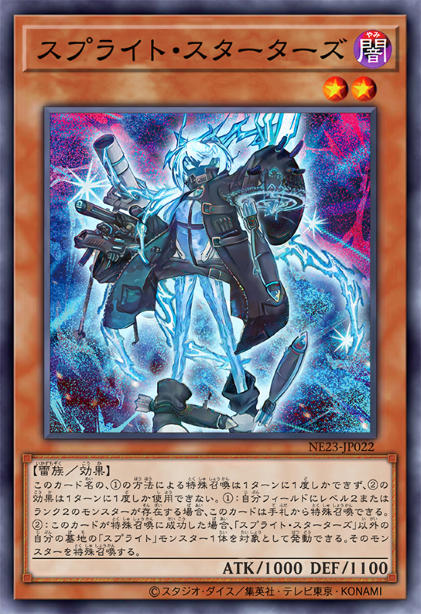 スプライト・スターターズ
闇
NE23-JP022
【雷族／効果】
このカード名の、①の方法による特殊召喚は1ターンに1度しかできず、②の
効果は1ターンに1度しか使用できない。①：自分フィールドにレベル2または
ランク2のモンスターが存在する場合、このカードは手札から特殊召喚できる。
②：このカードが特殊召喚に成功した場合、「スプライト・スターターズ」以外の
自分の墓地の「スプライト」モンスター1体を対象として発動できる。そのモン
スターを特殊召喚する。
ATK/1000 DEF/1100
©スタジオ・ダイス／集英社・テレビ東京・KONAMI